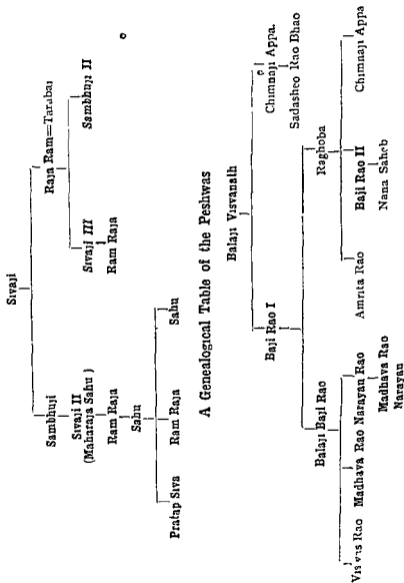 Sivaji
Sambhuji
Raja Ram=Tarabai
Sivaji II
(Maharaja Sahu)
Sivaji III
Sambhuji II
Ram Raja
Ram Raja
Sahu
Pratap Siva
Ram Raja
Sahu
A Genealogical Table of the Peshwas
Balaji Visvanath
Baji Rao I
Chimnaji Appa.
Sadasheo Rao Bhao
Balaji Baji Rao
Raghoba
Visvas Rao
Madhava Rao
Narayan Rao
Amrita Rao
Baji Rao II
Chimnaji Appa
Madhava Rao
Narayan
Nana Saheb